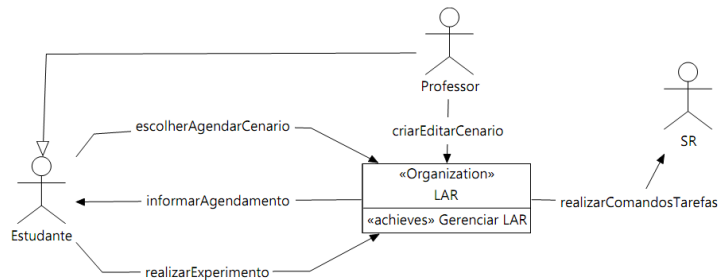 Professor
escolherAgendarCenario
criarEditarCenario
SR
«Organization»
LAR
informarAgendamento
realizarComandosTarefas
«achieves» Gerenciar LAR
Estudante
realizarExperimento